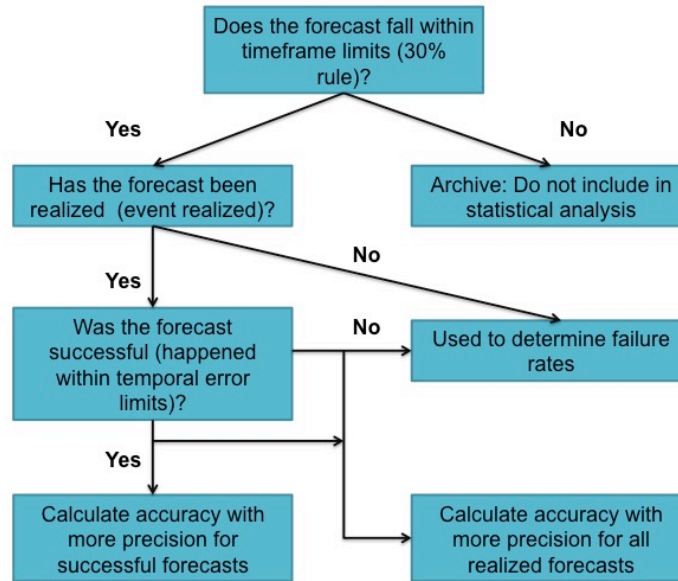 Does the forecast fall within
timeframe limits (30%
rule)?
Yes
No
Has the forecast been
realized (event realized)?
Archive: Do not include in
statistical analysis
Yes
No
Was the forecast
successful (happened
within temporal error
limits)?
No
Used to determine failure
rates
Yes
Calculate accuracy with
more precision for
successful forecasts
Calculate accuracy with
more precision for all
realized forecasts